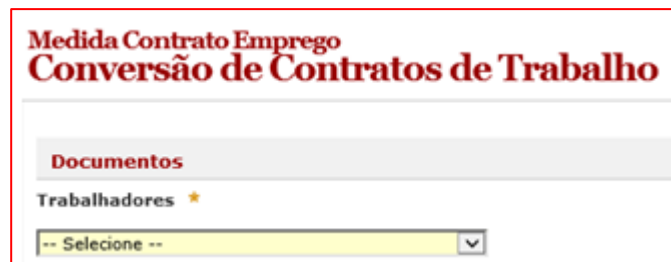 Medida Contrato Emprego
Conversão de Contratos de Trabalho
Documentos
Trabalhadores *
-- Selecione --